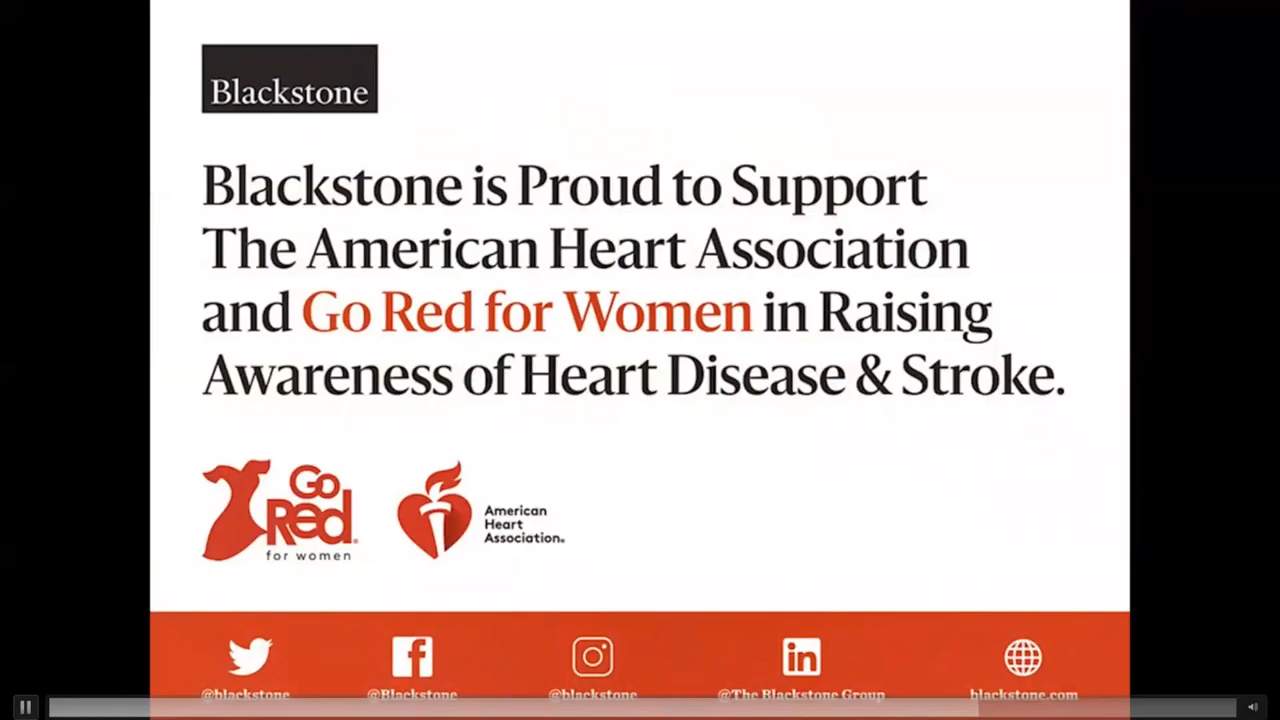 Blackstone
Blackstone is Proud to Support
The American Heart Association
and Go Red for Women in Raising
Awareness of Heart Disease & Stroke.
Go
Red®
for women
American
Heart
Association®
@blackstone
@Blackstone
@blackstone
@The Blackstone Group
blackstone.com